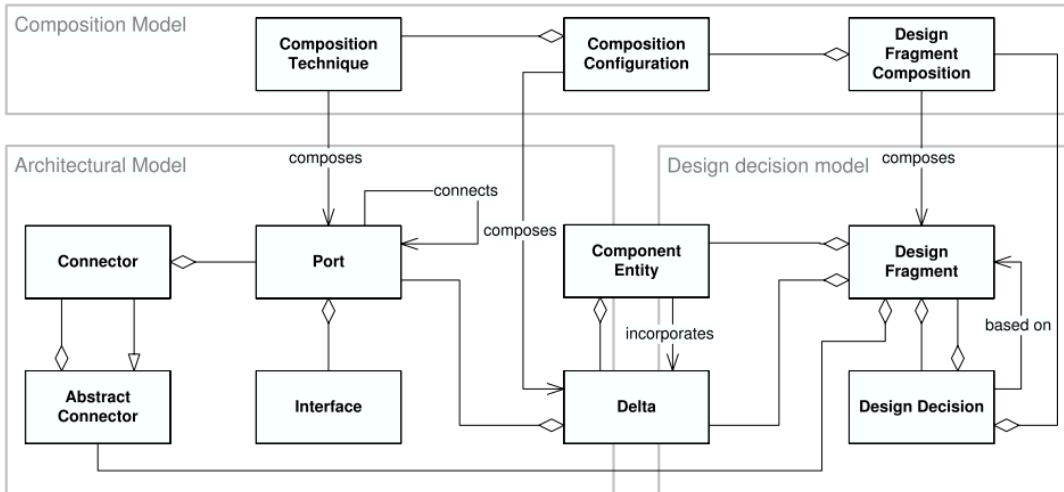 Composition Model
Composition
Technique
Composition
Configuration
Design
Fragment
Composition
composes
composes
Architectural Model
Design decision model
connects
composes
Connector
Port
Component
Entity
Design
Fragment
incorporates
based on
Abstract
Connector
Interface
Delta
Design Decision